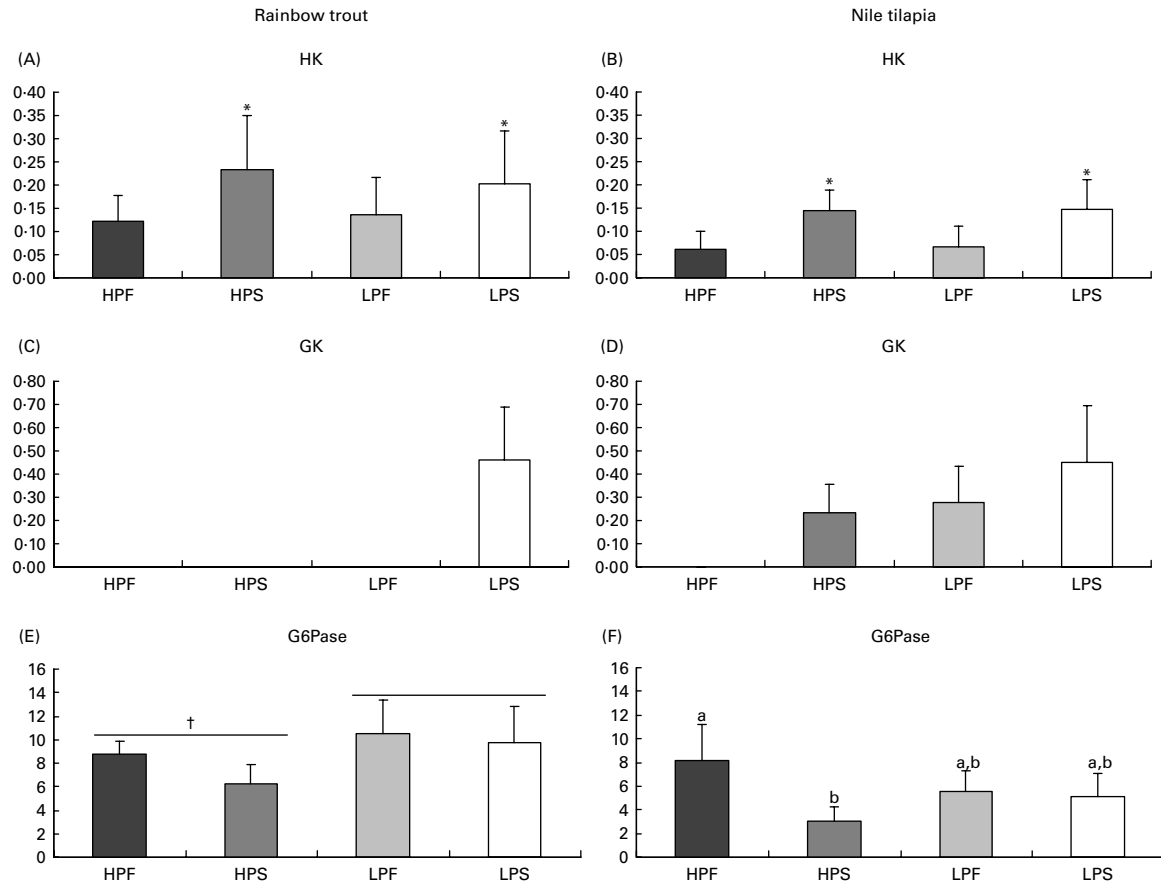 Rainbow trout
Nile tilapia
(A)
HK
0·40
0·35
*
0·30
*
0·25
0·20
0·15
0·10
0·05
0·00
HPF HPS LPF LPS
(B)
HK
0·40
0·35
0·30
0·25
*
*
0·20
0·15
0·10
0·05
0·00
HPF HPS LPF LPS
(C)
GK
0·80
0·70
0·60
0·50
0·40
0·30
0·20
0·10
0·00
HPF HPS LPF LPS
(D)
GK
0·80
0·70
0·60
0·50
0·40
0·30
0·20
0·10
0·00
HPF HPS LPF LPS
(E)
G6Pase
16
14
12
†
10
8
6
4
2
0
HPF HPS LPF LPS
(F)
G6Pase
16
14
12
a
10
8
a,b a,b
6
b
4
2
0
HPF HPS LPF LPS